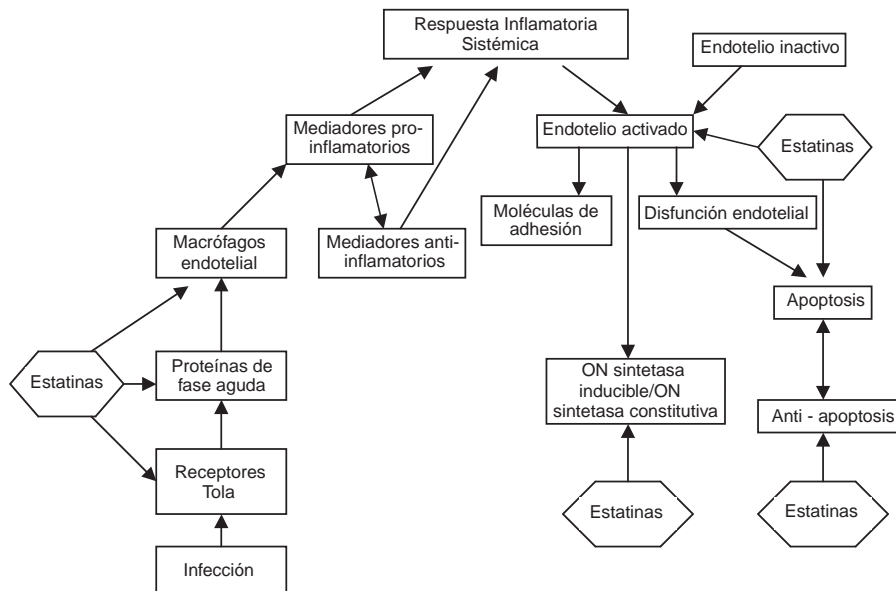 Respuesta Inflamatoria
Sistémica
Endotelio inactivo
Mediadores pro-
inflamatorios
Endotelio activado
Estatinas
Moléculas de
adhesión
Disfunción endotelial
Macrófagos
endotelial
Mediadores anti-
inflamatorios
Apoptosis
Estatinas
Proteínas de
fase aguda
ON sintetasa
inducible/ON
sintetasa constitutiva
Anti - apoptosis
Receptores
Tola
Estatinas
Estatinas
Infección